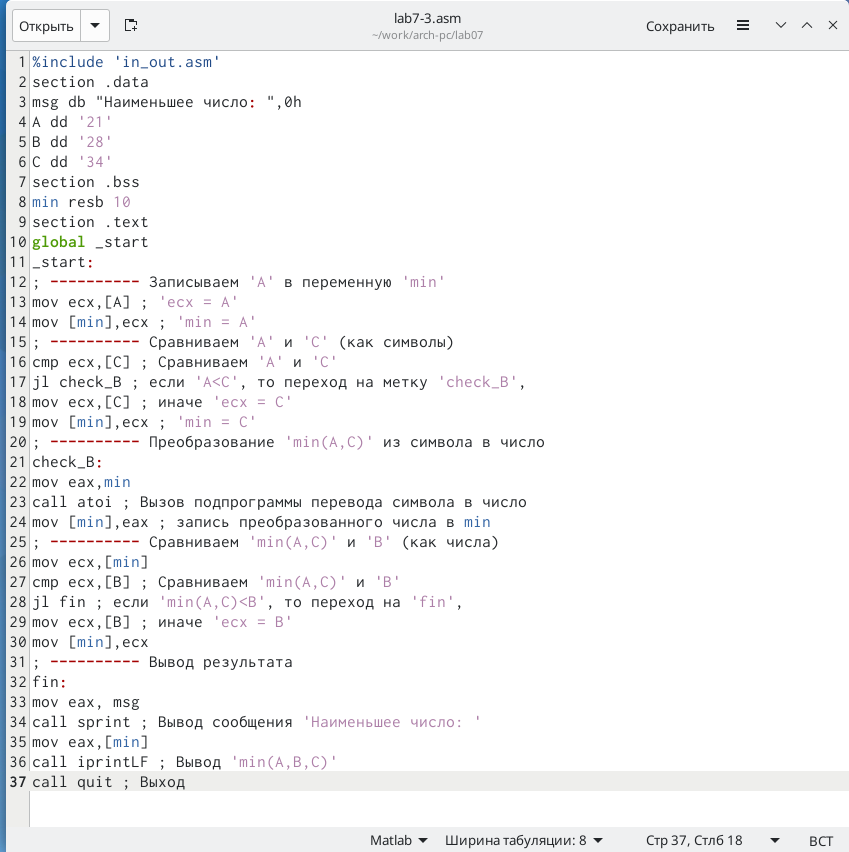 Открыть
lab7-3.asm
~/work/arch-pc/lab07
Сохранить
1 %include 'in_out.asm'
2 section .data
3 msg db "Наименьшее число: ",0h
4 A dd '21'
5 B dd '28'
6 C dd '34'
7 section .bss
8 min resb 10
9 section .text
10 global _start
11 _start:
12 ; ---------- Записываем 'A' в переменную 'min'
13 mov ecx,[A] ; 'ecx = A'
14 mov [min],ecx ; 'min = A'
15 ; ---------- Сравниваем 'A' и 'С' (как символы)
16 cmp ecx,[C] ; Сравниваем 'A' и 'С'
17 jl check_B ; если 'A<C', то переход на метку 'check_B',
18 mov ecx,[C] ; иначе 'ecx = C'
19 mov [min],ecx ; 'min = C'
20 ; ---------- Преобразование 'min(A,C)' из символа в число
21 check_B:
22 mov eax,min
23 call atoi ; Вызов подпрограммы перевода символа в число
24 mov [min],eax ; запись преобразованного числа в min
25 ; ---------- Сравниваем 'min(A,C)' и 'B' (как числа)
26 mov ecx,[min]
27 cmp ecx,[B] ; Сравниваем 'min(A,C)' и 'B'
28 jl fin ; если 'min(A,C)<B', то переход на 'fin',
29 mov ecx,[B] ; иначе 'ecx = B'
30 mov [min],ecx
31 ; ---------- Вывод результата
32 fin:
33 mov eax, msg
34 call sprint ; Вывод сообщения 'Наименьшее число: '
35 mov eax,[min]
36 call iprintLF ; Вывод 'min(A,B,C)'
37 call quit ; Выход
Matlab Ширина табуляции: 8 Стр 37, Стлб 18 ВСТ